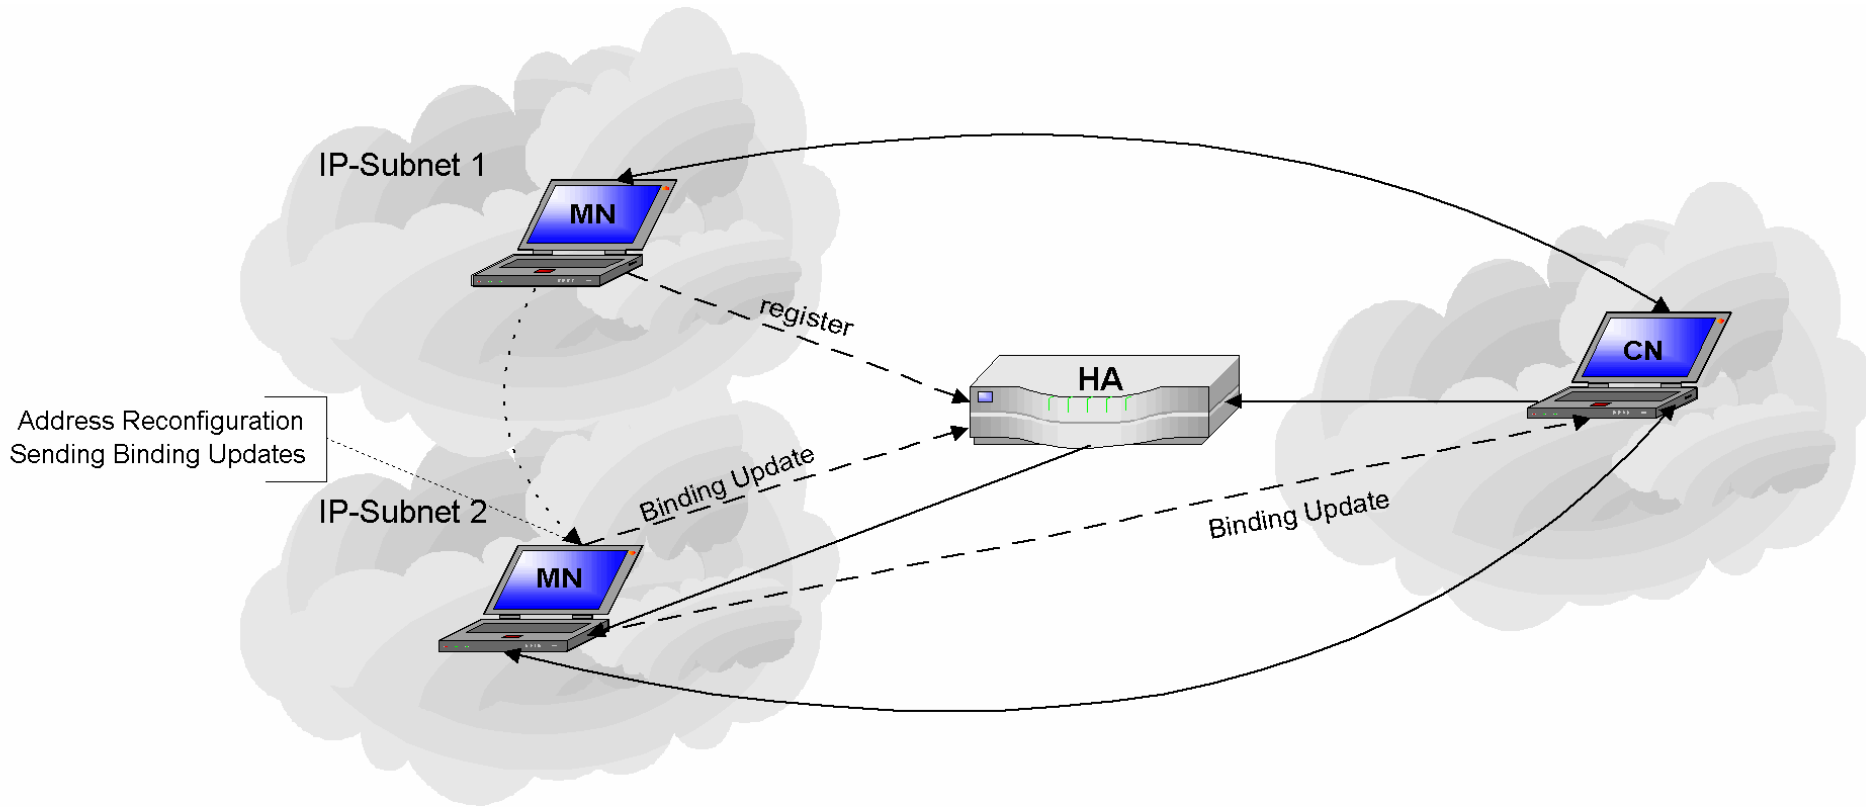 IP-Subnet 1
MN
register
HA
CN
Address Reconfiguration
Sending Binding Updates
IP-Subnet 2
Binding Update
Binding Update
MN